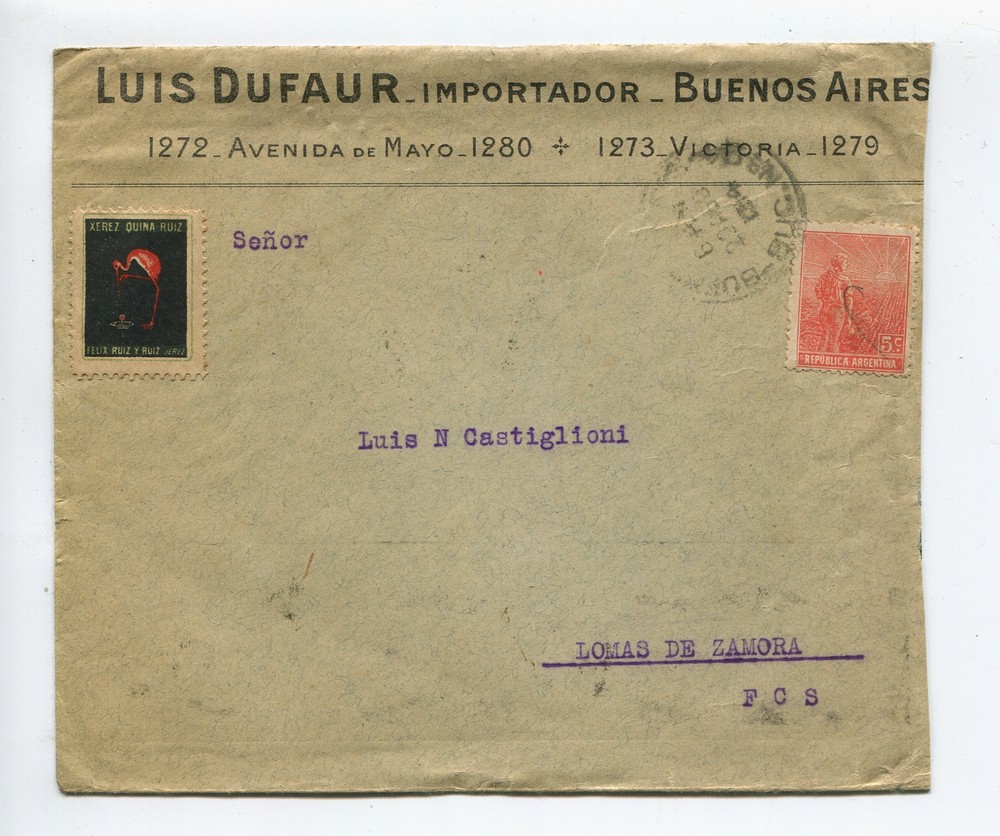 LUIS DUFAUR_IMPORTADOR_BUENOS AIRES
1272_AVENIDA DE MAYO_1280 1273_VICTORIA_1279
XEREZ QUINA RUIZ
FELIX RUIZ Y RUIZ JEREZ
Señor
5c
REPUBLICA ARGENTINA
Luis N Castiglioni
LOMAS DE ZAMORA
F C S